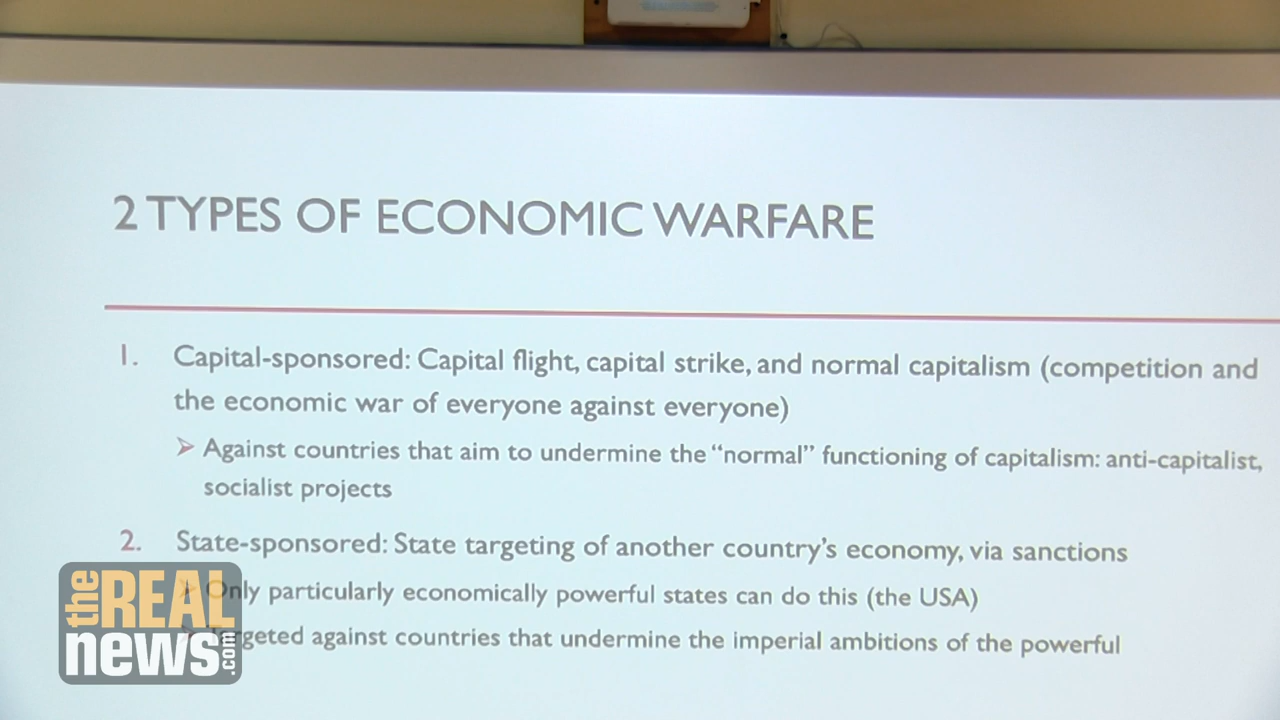 2 TYPES OF ECONOMIC WARFARE
1. Capital-sponsored: Capital flight, capital strike, and normal capitalism (competition and
the economic war of everyone against everyone)
➤ Against countries that aim to undermine the “normal” functioning of capitalism: anti-capitalist,
socialist projects
2. State-sponsored: State targeting of another country’s economy, via sanctions
➤ Only particularly economically powerful states can do this (the USA)
➤ Targeted against countries that undermine the imperial ambitions of the powerful
the REAL
news.com